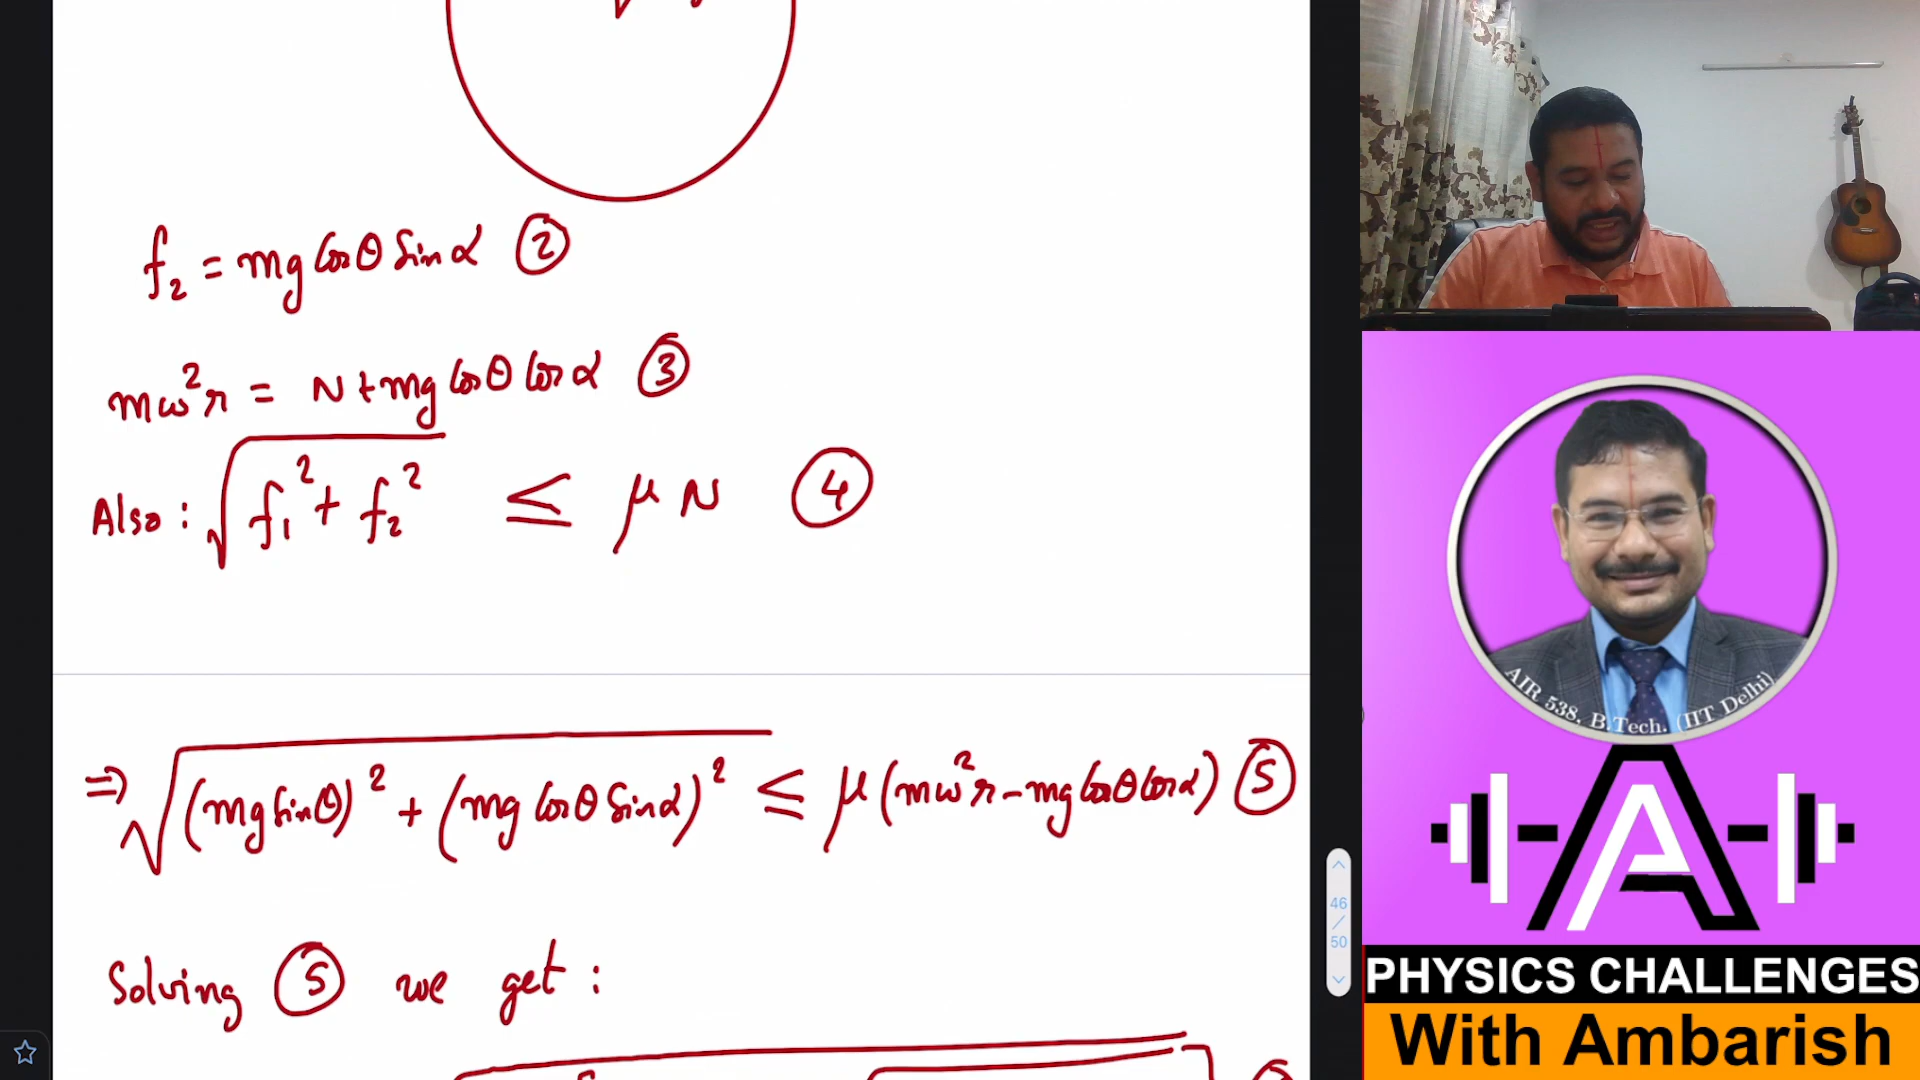 f₂ = mg cosθ sinα ②
mω²r = N + mg cosθ cosα ③
Also : √(f₁² + f₂²) ≤ μN ④
⇒ √((mg sinθ)² + (mg cosθ sinα)²) ≤ μ(mω²r − mg cosθ cosα) ⑤
Solving ⑤ we get :
46
/
50
AIR 538, B.Tech. (IIT Delhi)
A
PHYSICS CHALLENGES
With Ambarish